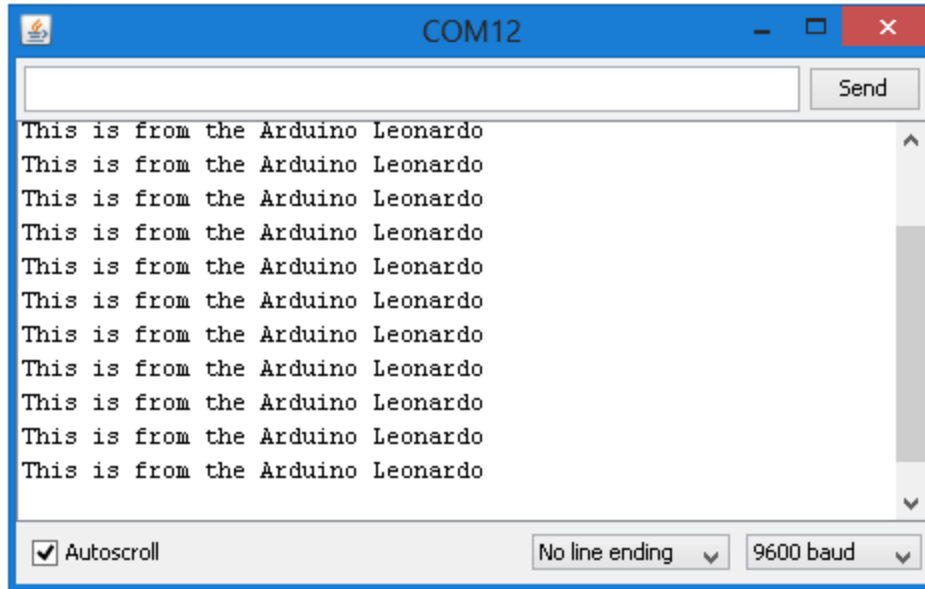 COM12
Send
This is from the Arduino Leonardo
This is from the Arduino Leonardo
This is from the Arduino Leonardo
This is from the Arduino Leonardo
This is from the Arduino Leonardo
This is from the Arduino Leonardo
This is from the Arduino Leonardo
This is from the Arduino Leonardo
This is from the Arduino Leonardo
This is from the Arduino Leonardo
This is from the Arduino Leonardo
Autoscroll No line ending 9600 baud